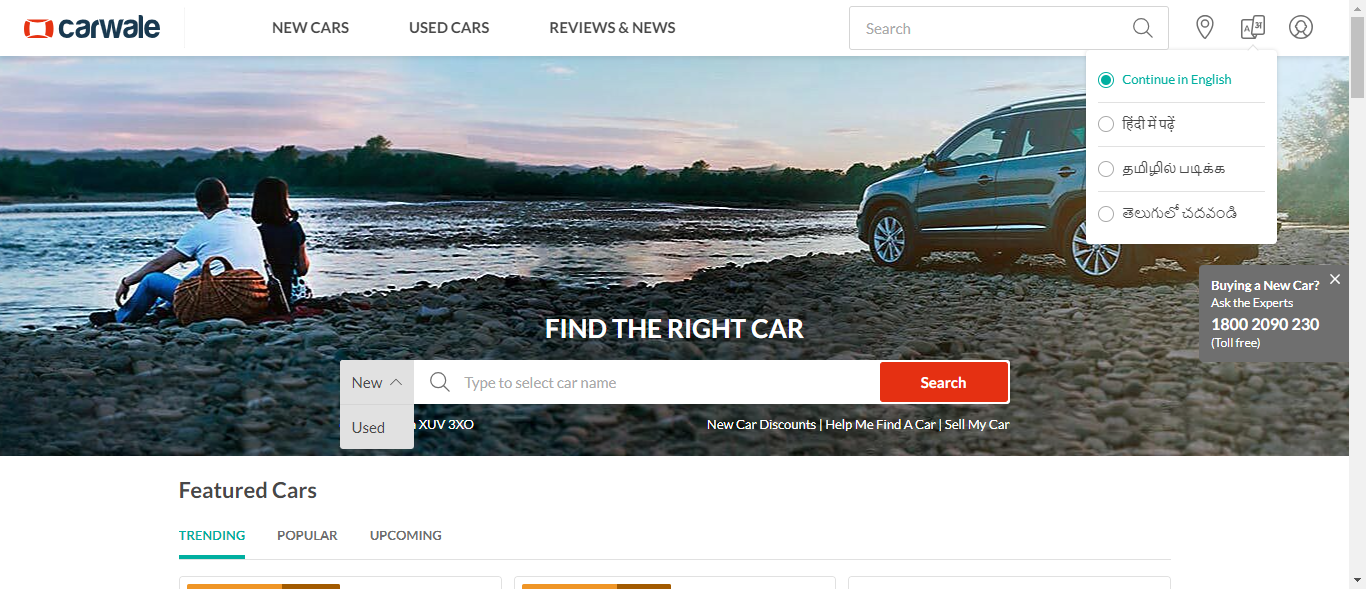 carwale
NEW CARS
USED CARS
REVIEWS & NEWS
Search
Continue in English
हिंदी में पढ़ें
தமிழில் படிக்க
తెలుగులో చదవండి
Buying a New Car?
Ask the Experts
1800 2090 230
(Toll free)
FIND THE RIGHT CAR
New
Type to select car name
Search
Used
XUV 3XO
New Car Discounts | Help Me Find A Car | Sell My Car
Featured Cars
TRENDING
POPULAR
UPCOMING